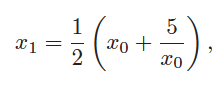 x₁ = 1/2 (x₀ + 5/x₀),